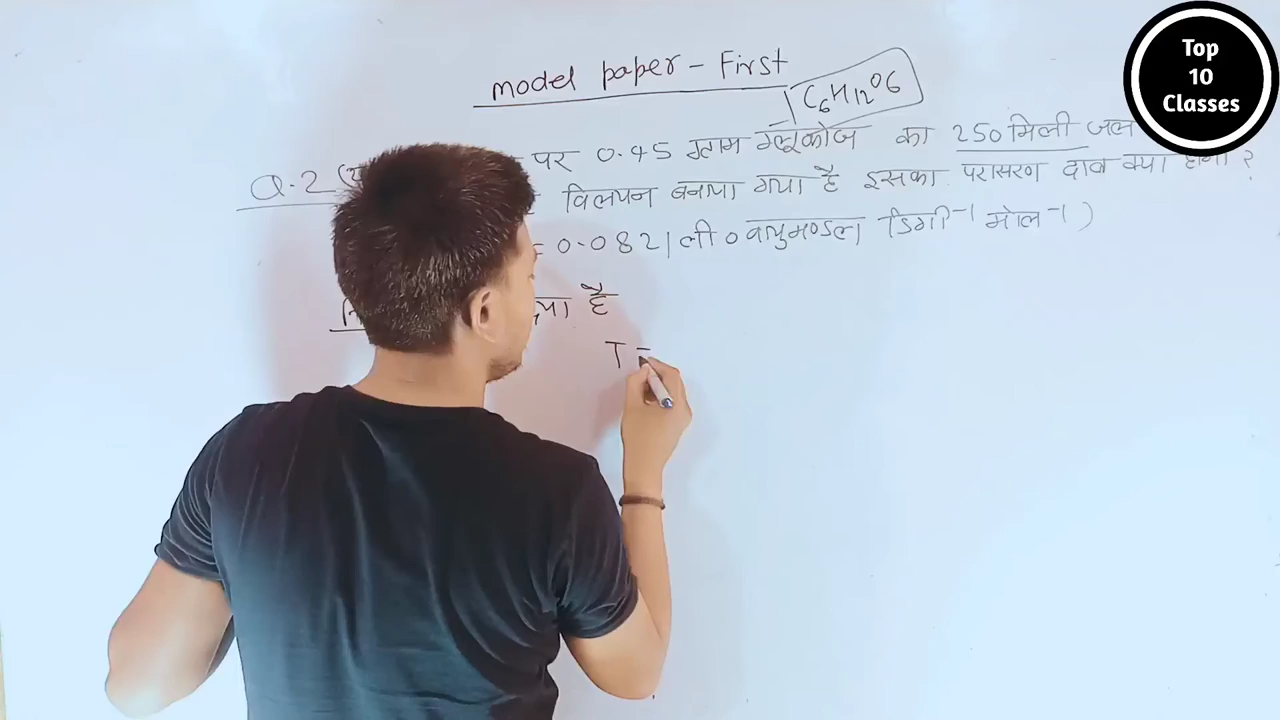 Top
10
Classes
model paper - First
C6H12O6
Q.2 पर 0.45 ग्राम ग्लूकोज का 250 मिली जल
विलयन बनाया गया है इसका परासरण दाब क्या होगा ?
= 0.0821 ली० वायुमण्डल डिग्री-1 मोल-1 )
है
T =